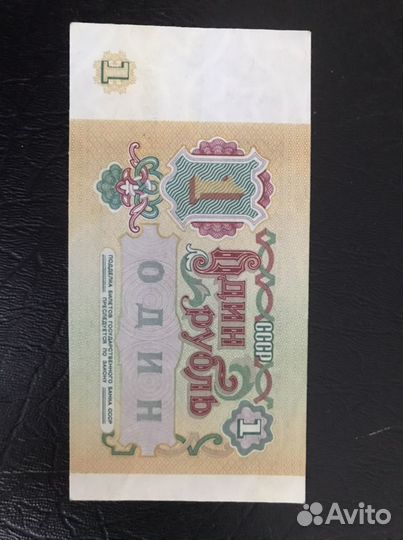 1
1
СССР
Один
рубль
ОДИН
1
ПОДДЕЛКА БИЛЕТОВ ГОСУДАРСТВЕННОГО БАНКА СССР
ПРЕСЛЕДУЕТСЯ ПО ЗАКОНУ
Avito